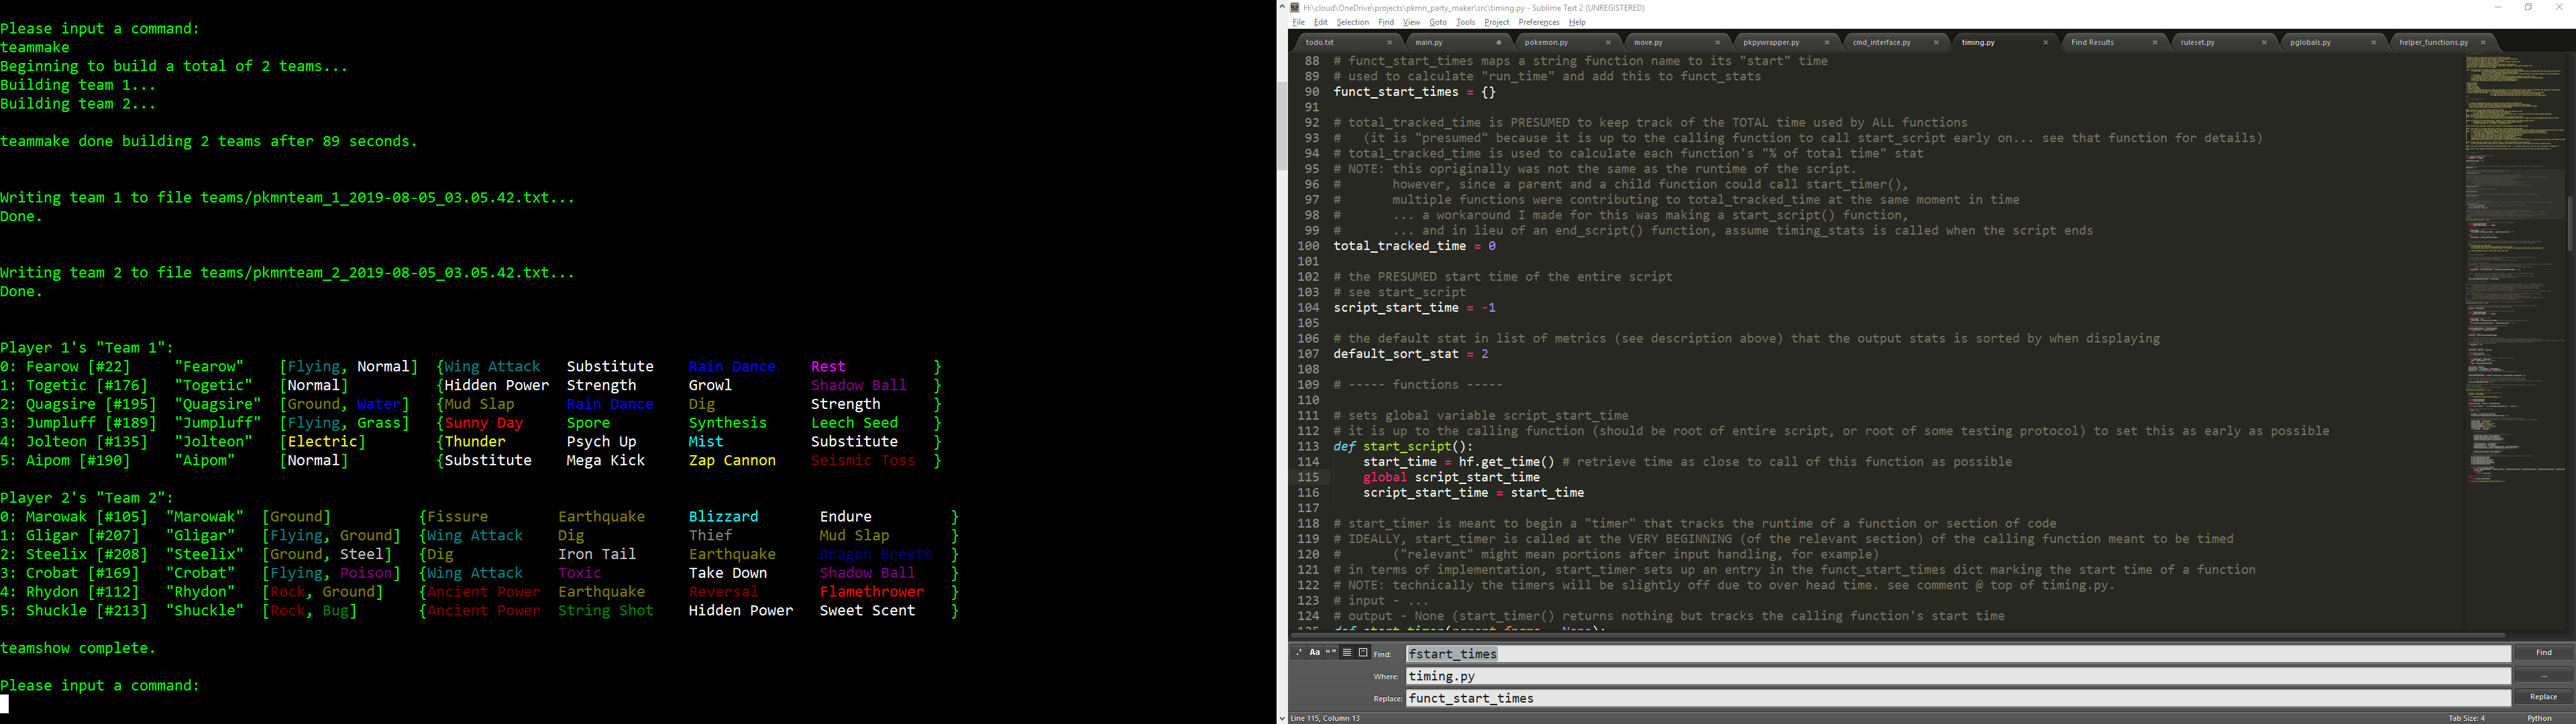 Please input a command:
teammake
Beginning to build a total of 2 teams...
Building team 1...
Building team 2...
teammake done building 2 teams after 89 seconds.
Writing team 1 to file teams/pkmnteam_1_2019-08-05_03.05.42.txt...
Done.
Writing team 2 to file teams/pkmnteam_2_2019-08-05_03.05.42.txt...
Done.
Player 1's "Team 1":
0: Fearow [#22] "Fearow" [Flying, Normal] {Wing Attack Substitute Rain Dance Rest }
1: Togetic [#176] "Togetic" [Normal] {Hidden Power Strength Growl Shadow Ball }
2: Quagsire [#195] "Quagsire" [Ground, Water] {Mud Slap Rain Dance Dig Strength }
3: Jumpluff [#189] "Jumpluff" [Flying, Grass] {Sunny Day Spore Synthesis Leech Seed }
4: Jolteon [#135] "Jolteon" [Electric] {Thunder Psych Up Mist Substitute }
5: Aipom [#190] "Aipom" [Normal] {Substitute Mega Kick Zap Cannon Seismic Toss }
Player 2's "Team 2":
0: Marowak [#105] "Marowak" [Ground] {Fissure Earthquake Blizzard Endure }
1: Gligar [#207] "Gligar" [Flying, Ground] {Wing Attack Dig Thief Mud Slap }
2: Steelix [#208] "Steelix" [Ground, Steel] {Dig Iron Tail Earthquake Dragon Breath }
3: Crobat [#169] "Crobat" [Flying, Poison] {Wing Attack Toxic Take Down Shadow Ball }
4: Rhydon [#112] "Rhydon" [Rock, Ground] {Ancient Power Earthquake Reversal Flamethrower }
5: Shuckle [#213] "Shuckle" [Rock, Bug] {Ancient Power String Shot Hidden Power Sweet Scent }
teamshow complete.
Please input a command:
H:\cloud\OneDrive\projects\pkmn_party_maker\src\timing.py - Sublime Text 2 (UNREGISTERED)
File Edit Selection Find View Goto Tools Project Preferences Help
todo.txt main.py pokemon.py move.py pkpywrapper.py cmd_interface.py timing.py Find Results ruleset.py pglobals.py helper_functions.py
88 # funct_start_times maps a string function name to its "start" time
89 # used to calculate "run_time" and add this to funct_stats
90 funct_start_times = {}
91
92 # total_tracked_time is PRESUMED to keep track of the TOTAL time used by ALL functions
93 # (it is "presumed" because it is up to the calling function to call start_script early on... see that function for details)
94 # total_tracked_time is used to calculate each function's "% of total time" stat
95 # NOTE: this opriginally was not the same as the runtime of the script.
96 # however, since a parent and a child function could call start_timer(),
97 # multiple functions were contributing to total_tracked_time at the same moment in time
98 # ... a workaround I made for this was making a start_script() function,
99 # ... and in lieu of an end_script() function, assume timing_stats is called when the script ends
100 total_tracked_time = 0
101
102 # the PRESUMED start time of the entire script
103 # see start_script
104 script_start_time = -1
105
106 # the default stat in list of metrics (see description above) that the output stats is sorted by when displaying
107 default_sort_stat = 2
108
109 # ----- functions -----
110
111 # sets global variable script_start_time
112 # it is up to the calling function (should be root of entire script, or root of some testing protocol) to set this as early as possible
113 def start_script():
114 start_time = hf.get_time() # retrieve time as close to call of this function as possible
115 global script_start_time
116 script_start_time = start_time
117
118 # start_timer is meant to begin a "timer" that tracks the runtime of a function or section of code
119 # IDEALLY, start_timer is called at the VERY BEGINNING (of the relevant section) of the calling function meant to be timed
120 # ("relevant" might mean portions after input handling, for example)
121 # in terms of implementation, start_timer sets up an entry in the funct_start_times dict marking the start time of a function
122 # NOTE: technically the timers will be slightly off due to over head time. see comment @ top of timing.py.
123 # input - ...
124 # output - None (start_timer() returns nothing but tracks the calling function's start time
.* Aa “” Find: fstart_times Find
Where: timing.py ...
Replace: funct_start_times Replace
Line 115, Column 13 Tab Size: 4 Python